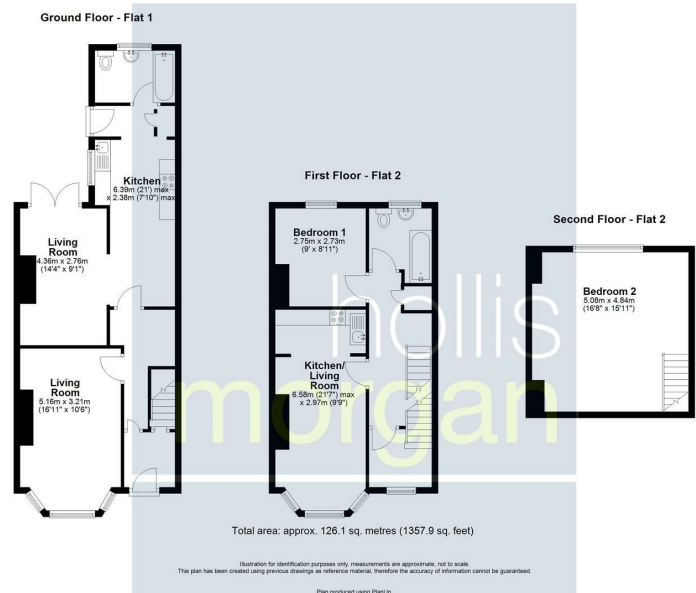 Ground Floor - Flat 1
Kitchen
6.39m (21') max
x 2.38m (7'10") max
Living
Room
4.36m x 2.76m
(14'4" x 9'1")
Living
Room
5.16m x 3.21m
(16'11" x 10'6")
First Floor - Flat 2
Bedroom 1
2.75m x 2.73m
(9' x 8'11")
Kitchen/
Living
Room
6.58m (21'7") max
x 2.97m (9'9")
Second Floor - Flat 2
Bedroom 2
5.08m x 4.84m
(16'8" x 15'11")
hollis
morgan
Total area: approx. 126.1 sq. metres (1357.9 sq. feet)
Illustration for identification purposes only, measurements are approximate, not to scale.
This plan has been created using previous drawings as reference material, therefore the accuracy of information cannot be guaranteed.
Plan produced using PlanUp.